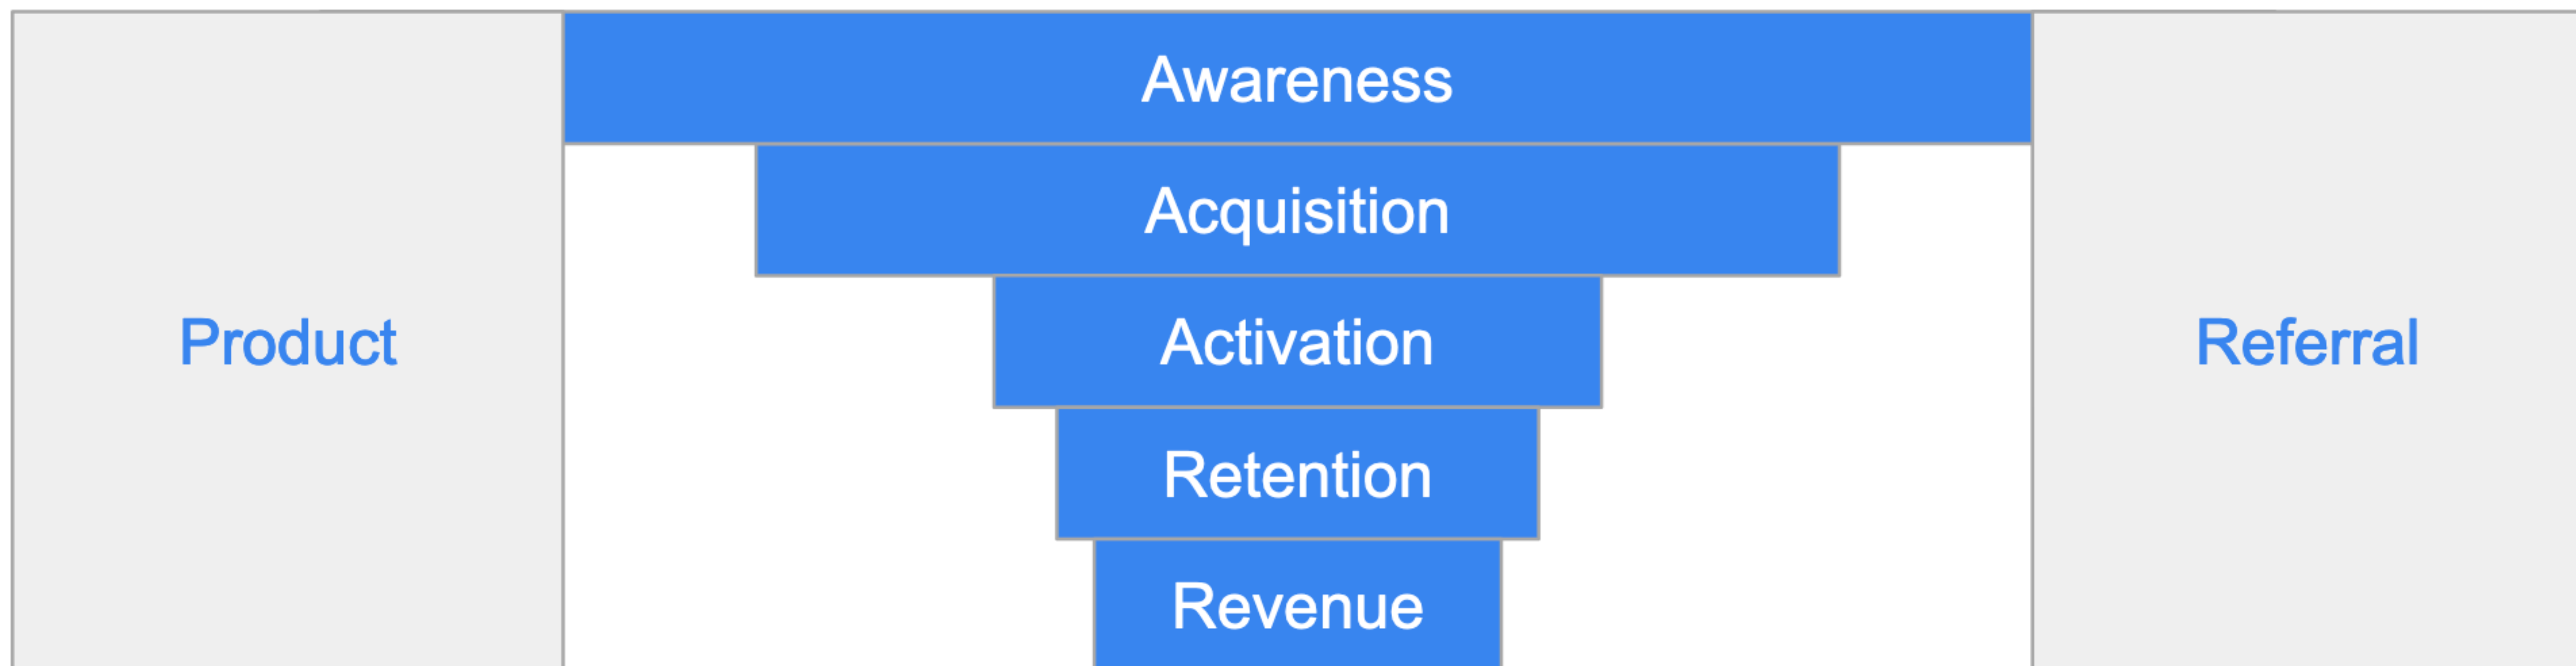 Awareness
Acquisition
Product
Activation
Referral
Retention
Revenue